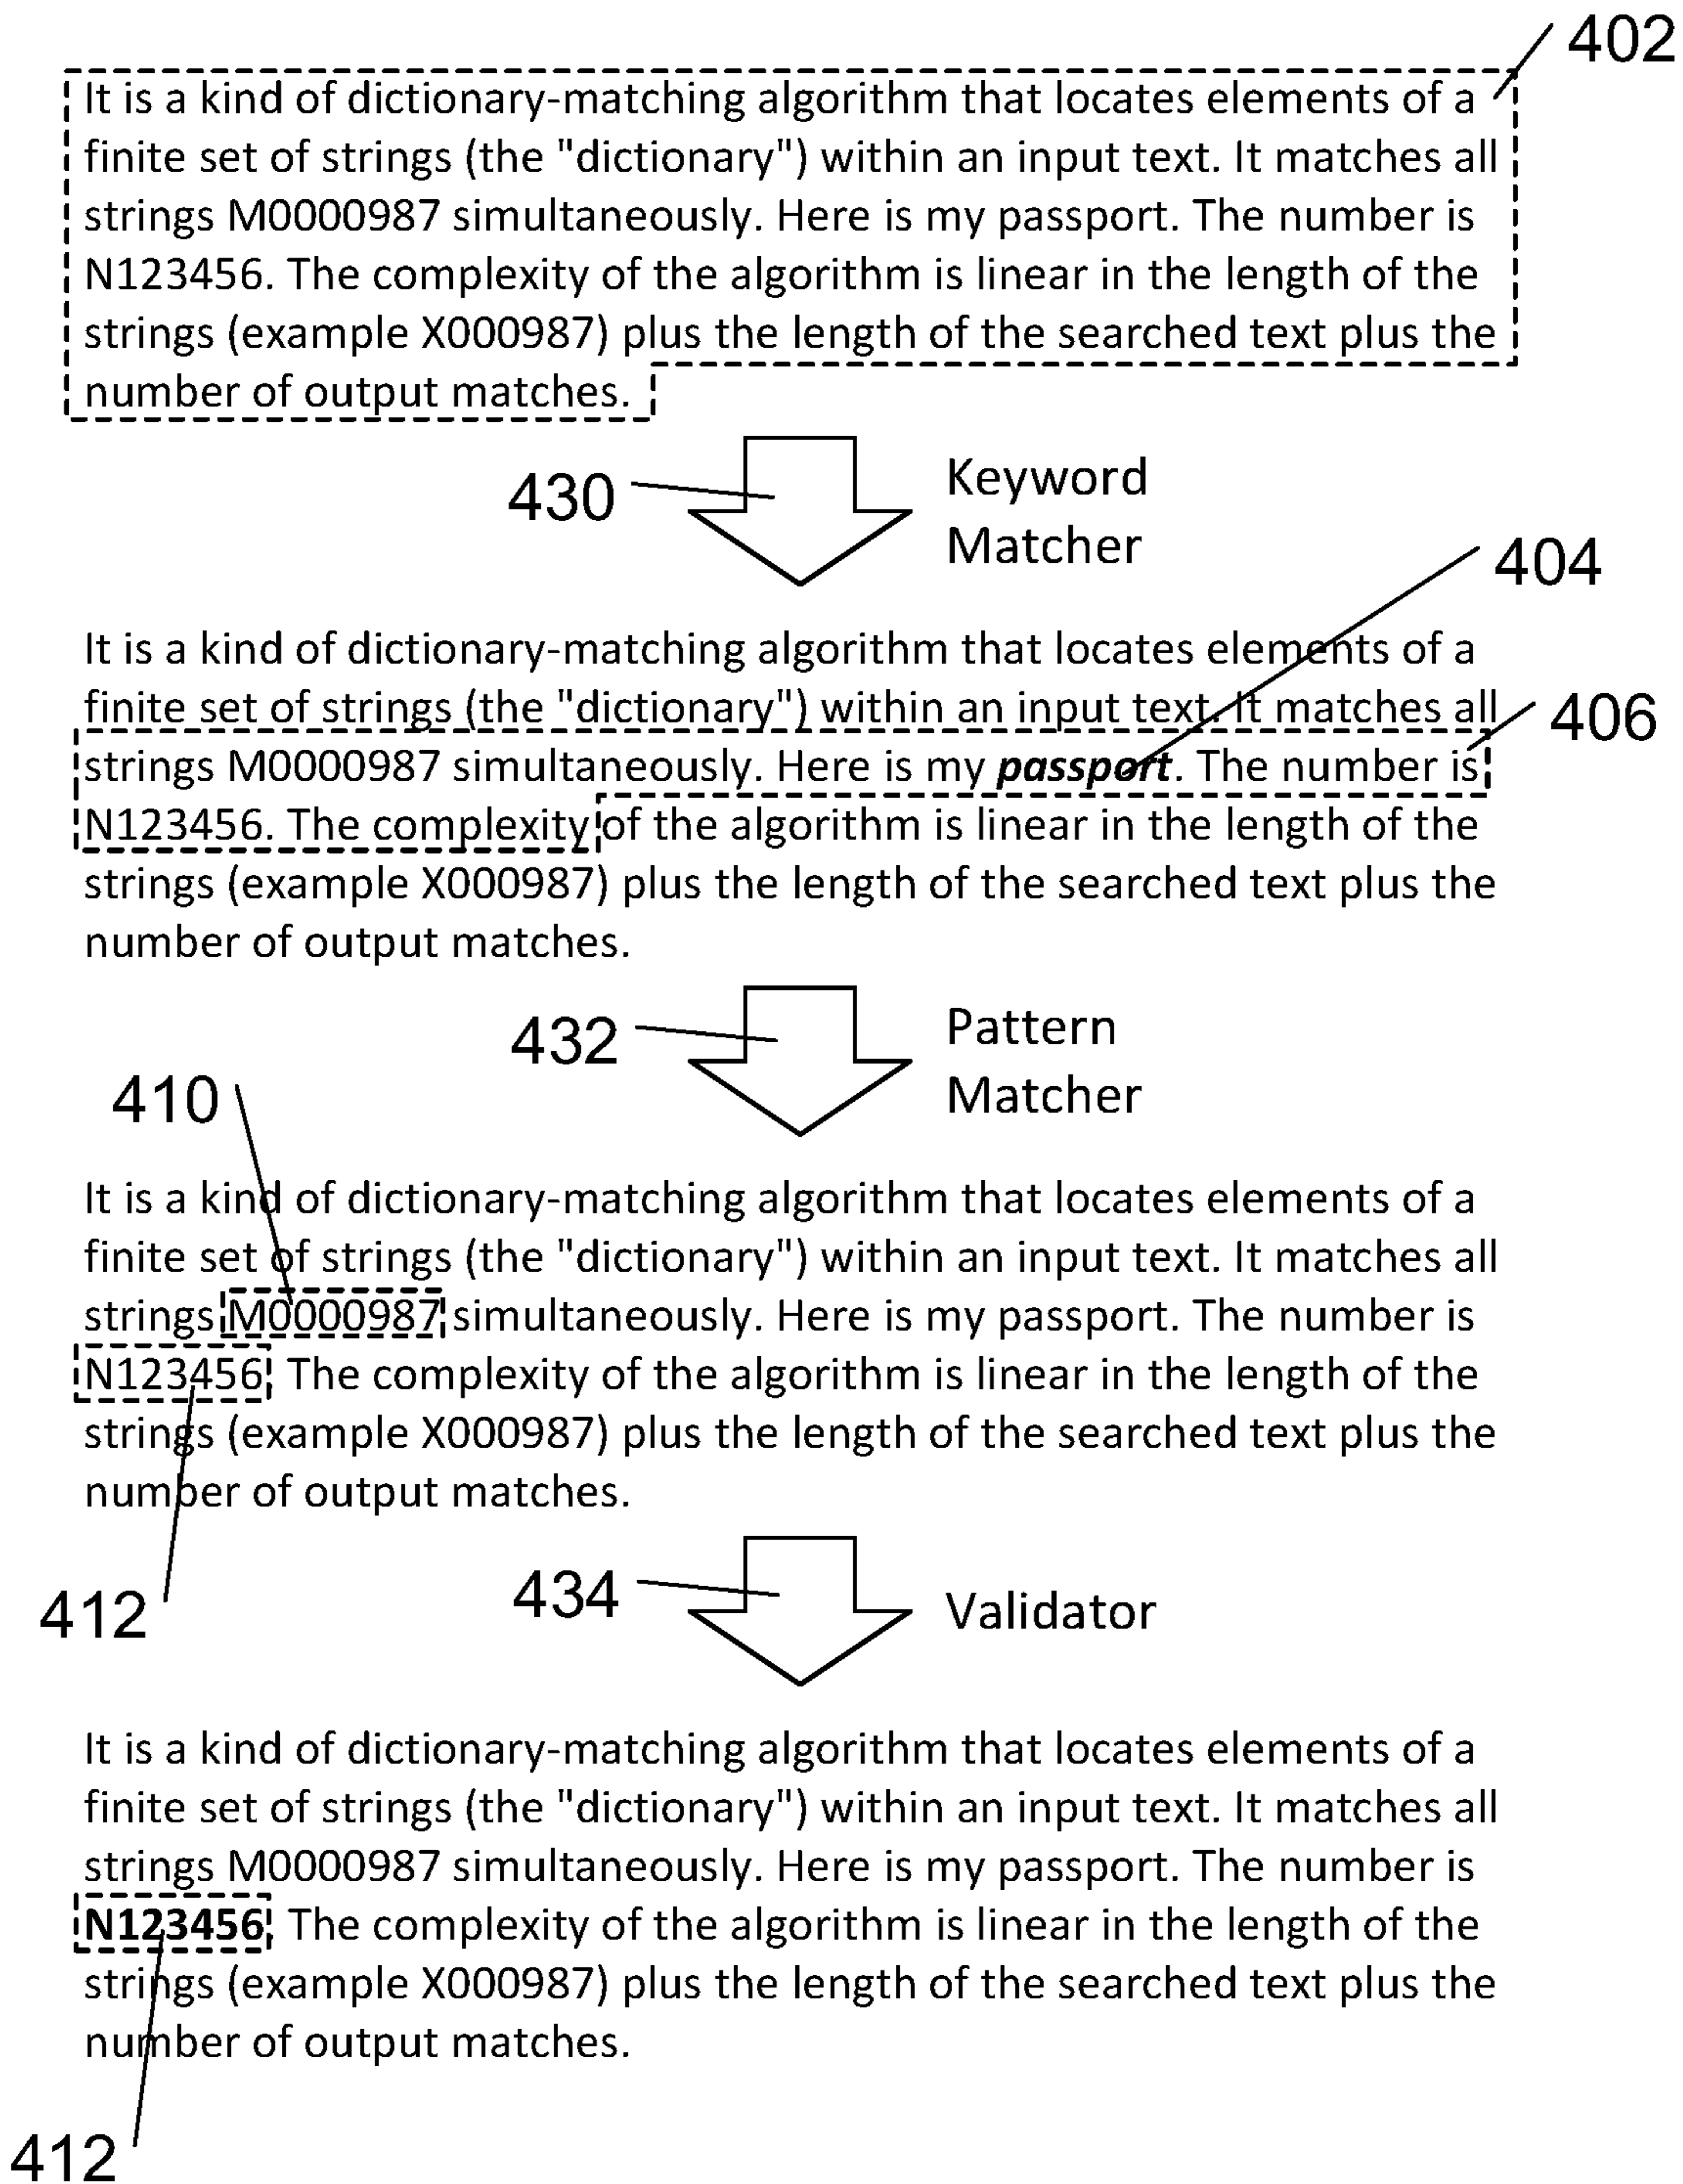 402
It is a kind of dictionary-matching algorithm that locates elements of a
finite set of strings (the "dictionary") within an input text. It matches all
strings M0000987 simultaneously. Here is my passport. The number is
N123456. The complexity of the algorithm is linear in the length of the
strings (example X000987) plus the length of the searched text plus the
number of output matches.
430
Keyword
Matcher
404
It is a kind of dictionary-matching algorithm that locates elements of a
finite set of strings (the "dictionary") within an input text. It matches all
406
strings M0000987 simultaneously. Here is my passport. The number is
N123456. The complexity of the algorithm is linear in the length of the
strings (example X000987) plus the length of the searched text plus the
number of output matches.
432
Pattern
Matcher
410
It is a kind of dictionary-matching algorithm that locates elements of a
finite set of strings (the "dictionary") within an input text. It matches all
strings M0000987 simultaneously. Here is my passport. The number is
N123456. The complexity of the algorithm is linear in the length of the
strings (example X000987) plus the length of the searched text plus the
number of output matches.
412
434
Validator
It is a kind of dictionary-matching algorithm that locates elements of a
finite set of strings (the "dictionary") within an input text. It matches all
strings M0000987 simultaneously. Here is my passport. The number is
N123456. The complexity of the algorithm is linear in the length of the
strings (example X000987) plus the length of the searched text plus the
number of output matches.
412